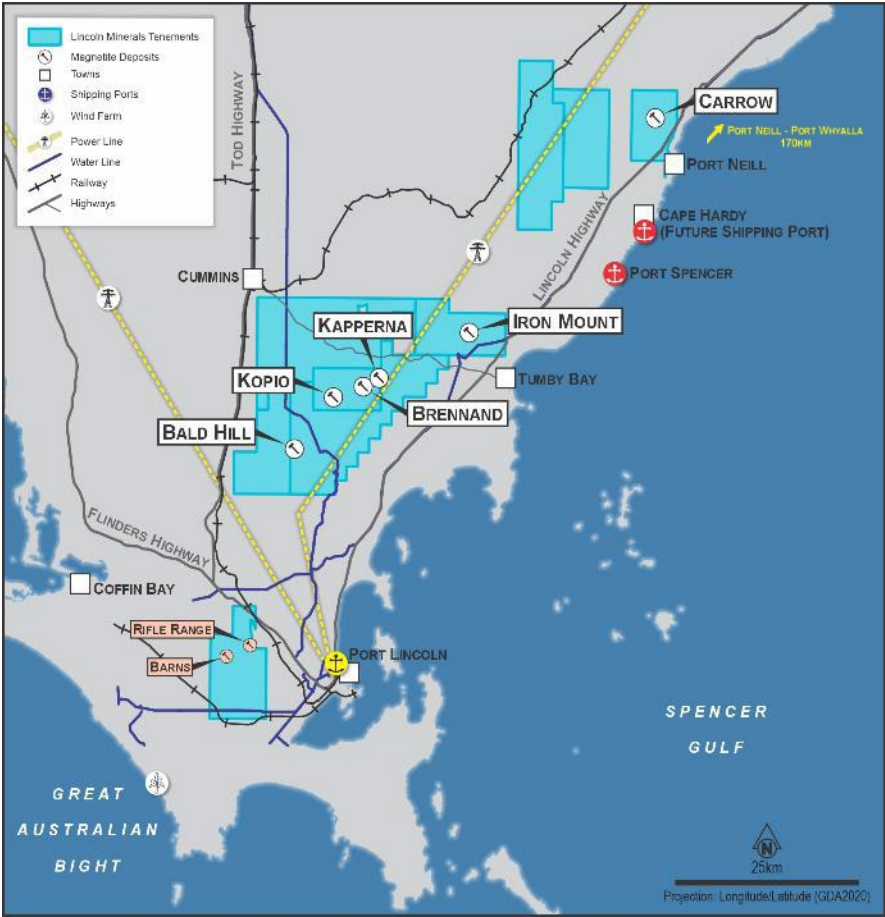 Lincoln Minerals Tenements
Magnetite Deposits
Towns
Shipping Ports
Wind Farm
Power Line
Water Line
Railway
Highways
TOD HIGHWAY
CARROW
PORT NEILL - PORT WHYALLA
170KM
PORT NEILL
CAPE HARDY
(FUTURE SHIPPING PORT)
LINCOLN HIGHWAY
PORT SPENCER
CUMMINS
KAPPERNA
IRON MOUNT
KOPIO
TUMBY BAY
BRENNAND
BALD HILL
FLINDERS HIGHWAY
COFFIN BAY
RIFLE RANGE
BARNS
PORT LINCOLN
SPENCER
GULF
GREAT
AUSTRALIAN
BIGHT
N
25km
Projection: Longitude/Latitude (GDA2020)